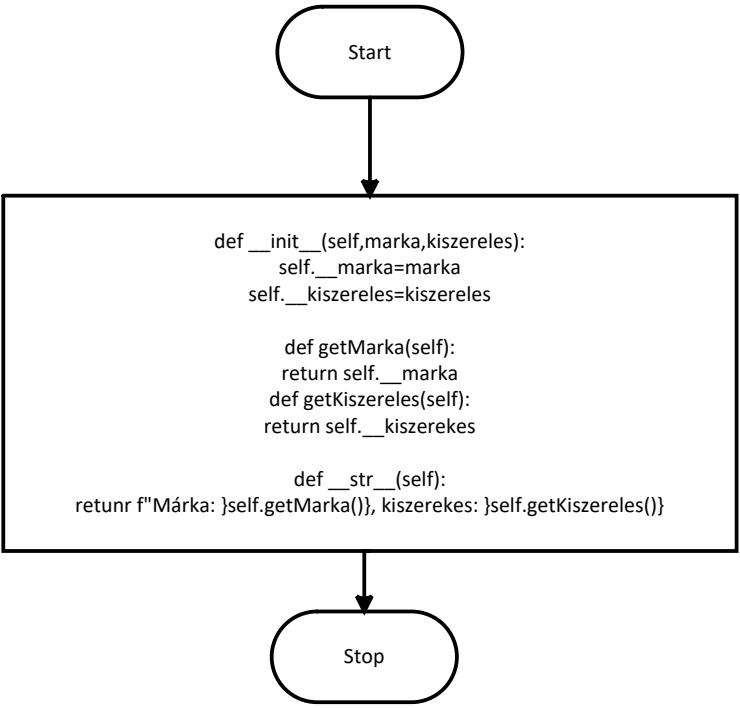 Start
def __init__(self,marka,kiszereles):
self.__marka=marka
self.__kiszereles=kiszereles
def getMarka(self):
return self.__marka
def getKiszereles(self):
return self.__kiszerekes
def __str__(self):
retunr f"Márka: }self.getMarka()}, kiszerekes: }self.getKiszereles()}
Stop